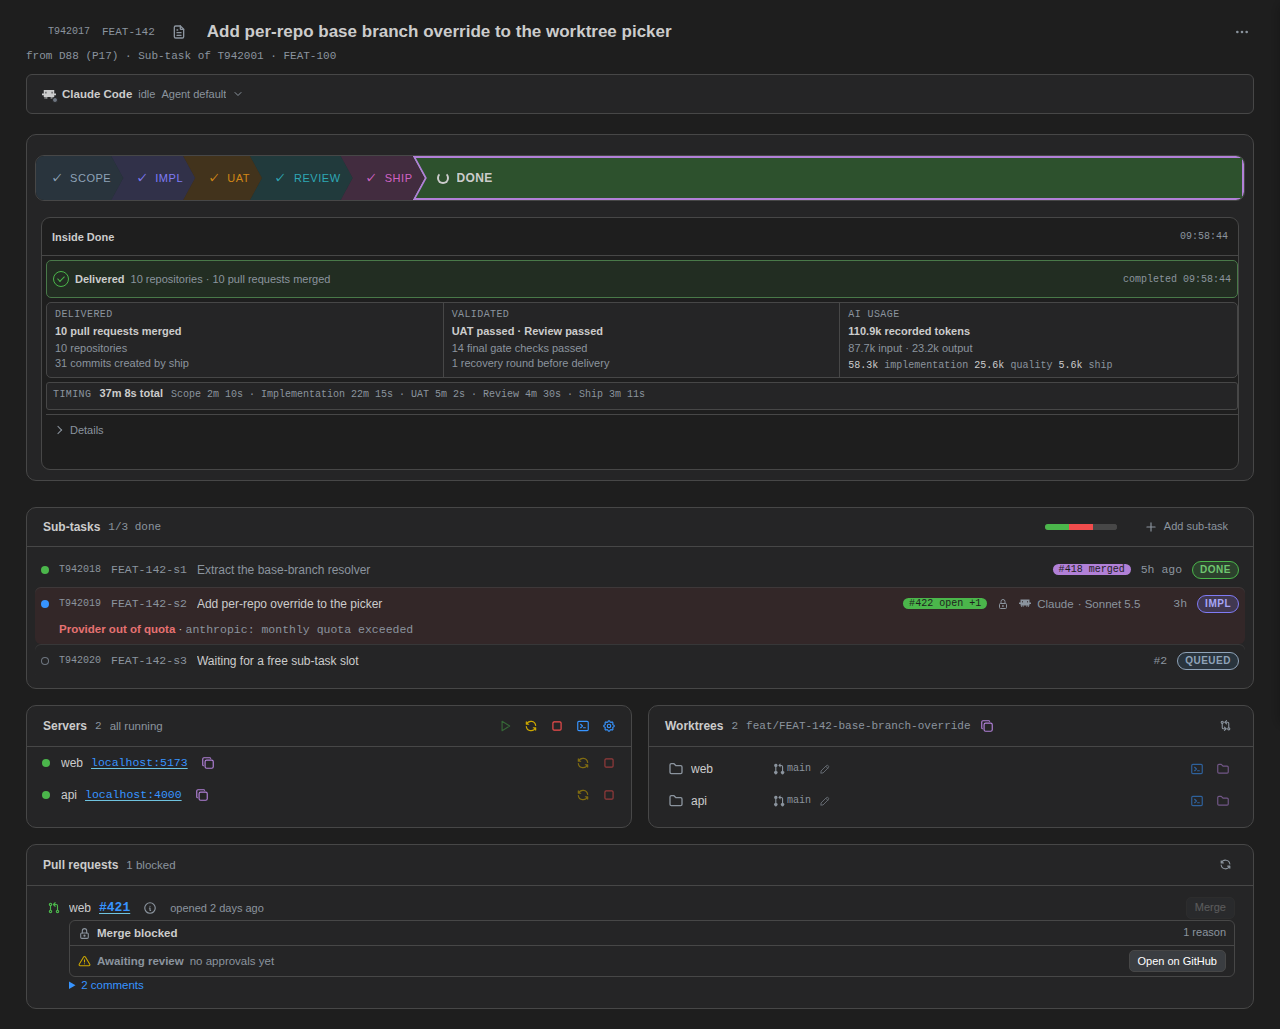 T942017 FEAT-142 Add per-repo base branch override to the worktree picker
from D88 (P17) · Sub-task of T942001 · FEAT-100
Claude Code idle Agent default
SCOPE IMPL UAT REVIEW SHIP DONE
Inside Done 09:58:44
Delivered 10 repositories · 10 pull requests merged completed 09:58:44
DELIVERED VALIDATED AI USAGE
10 pull requests merged UAT passed · Review passed 110.9k recorded tokens
10 repositories 14 final gate checks passed 87.7k input · 23.2k output
31 commits created by ship 1 recovery round before delivery 58.3k implementation 25.6k quality 5.6k ship
TIMING 37m 8s total Scope 2m 10s · Implementation 22m 15s · UAT 5m 2s · Review 4m 30s · Ship 3m 11s
Details
Sub-tasks 1/3 done Add sub-task
T942018 FEAT-142-s1 Extract the base-branch resolver #418 merged 5h ago DONE
T942019 FEAT-142-s2 Add per-repo override to the picker #422 open +1 Claude · Sonnet 5.5 3h IMPL
Provider out of quota · anthropic: monthly quota exceeded
T942020 FEAT-142-s3 Waiting for a free sub-task slot #2 QUEUED
Servers 2 all running
web localhost:5173
api localhost:4000
Worktrees 2 feat/FEAT-142-base-branch-override
web main
api main
Pull requests 1 blocked
web #421 opened 2 days ago Merge
Merge blocked 1 reason
Awaiting review no approvals yet Open on GitHub
2 comments